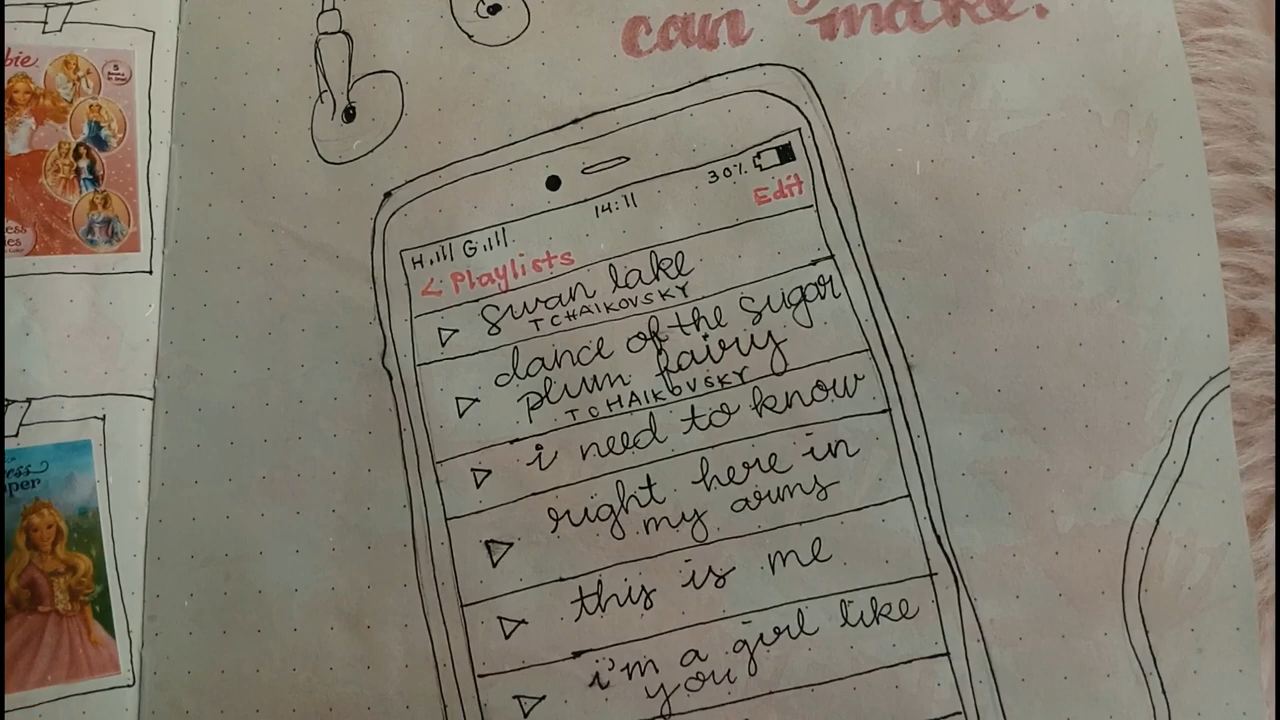 can make.
14:11
30%
H Gill
Edit
< Playlists
swan lake
TCHAIKOVSKY
dance of the sugar
plum fairy
TCHAIKOVSKY
i need to know
right here in
my arms
this is me
i'm a girl like
you